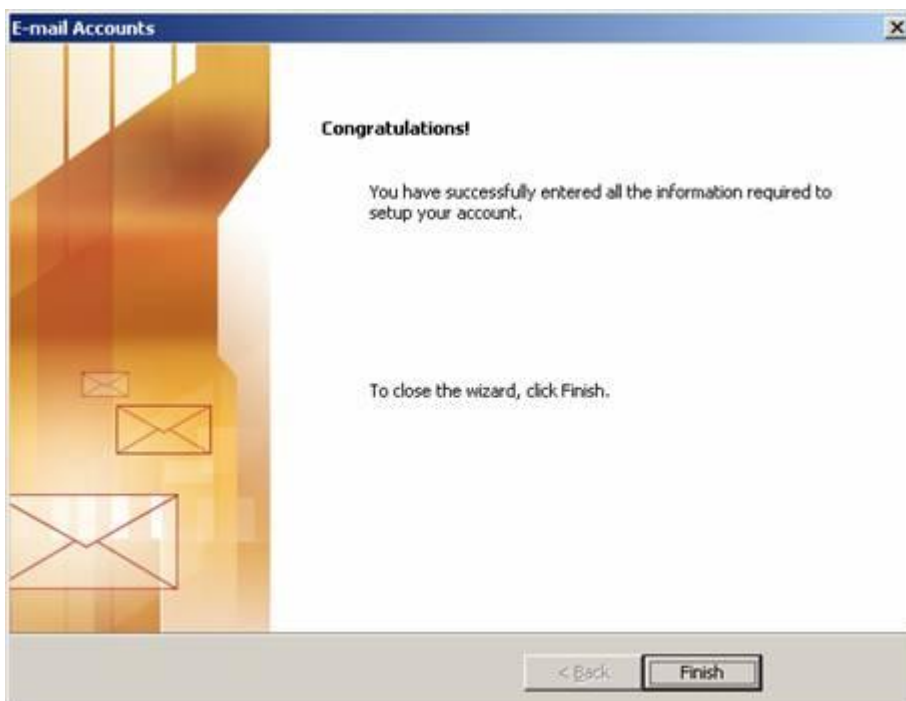 E-mail Accounts
Congratulations!
You have successfully entered all the information required to
setup your account.
To close the wizard, click Finish.
< Back
Finish